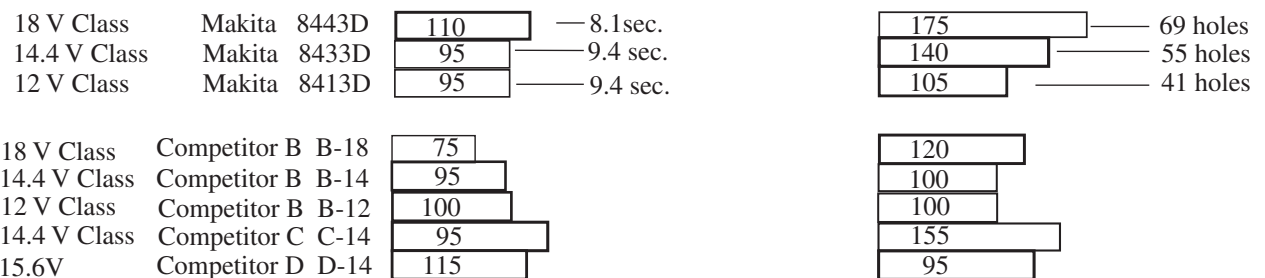 18 V Class Makita 8443D 110 8.1sec. 175 69 holes
14.4 V Class Makita 8433D 95 9.4 sec. 140 55 holes
12 V Class Makita 8413D 95 9.4 sec. 105 41 holes
18 V Class Competitor B B-18 75 120
14.4 V Class Competitor B B-14 95 100
12 V Class Competitor B B-12 100 100
14.4 V Class Competitor C C-14 95 155
15.6V Competitor D D-14 115 95